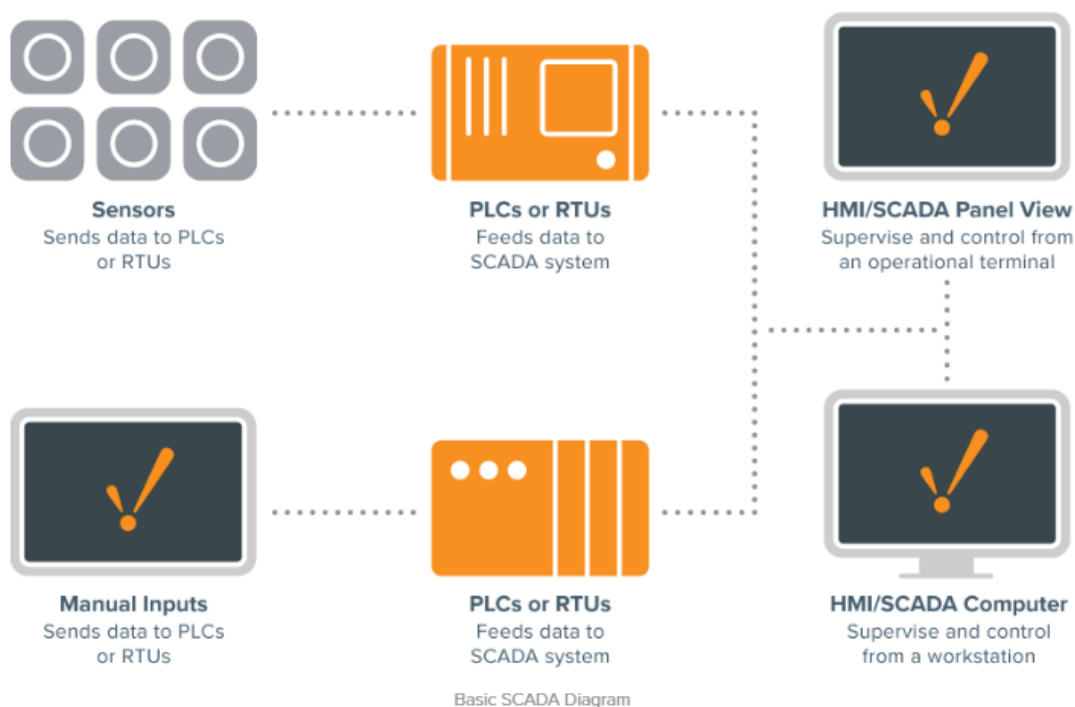 Sensors
Sends data to PLCs
or RTUs
PLCs or RTUs
Feeds data to
SCADA system
HMI/SCADA Panel View
Supervise and control from
an operational terminal
Manual Inputs
Sends data to PLCs
or RTUs
PLCs or RTUs
Feeds data to
SCADA system
HMI/SCADA Computer
Supervise and control
from a workstation
Basic SCADA Diagram